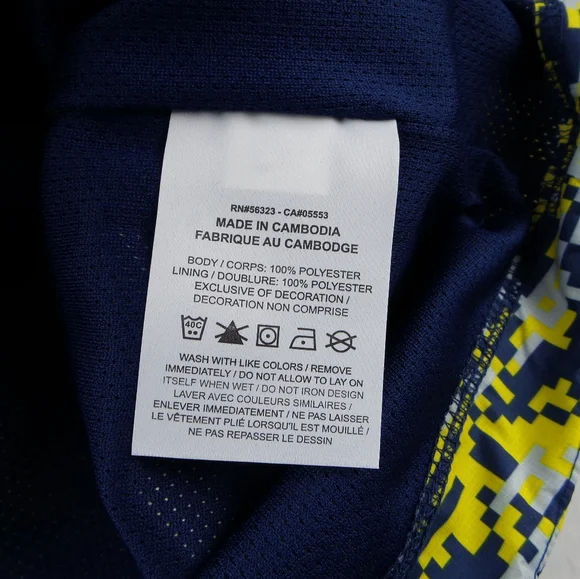 RN#56323 - CA#05553
MADE IN CAMBODIA
FABRIQUE AU CAMBODGE
BODY / CORPS: 100% POLYESTER
LINING / DOUBLURE: 100% POLYESTER
EXCLUSIVE OF DECORATION /
DECORATION NON COMPRISE
40C
WASH WITH LIKE COLORS / REMOVE
IMMEDIATELY / DO NOT ALLOW TO LAY ON
ITSELF WHEN WET / DO NOT IRON DESIGN
LAVER AVEC COULEURS SIMILAIRES /
ENLEVER IMMEDIATEMENT / NE PAS LAISSER
LE VÊTEMENT PLIÉ LORSQU'IL EST MOUILLÉ /
NE PAS REPASSER LE DESSIN